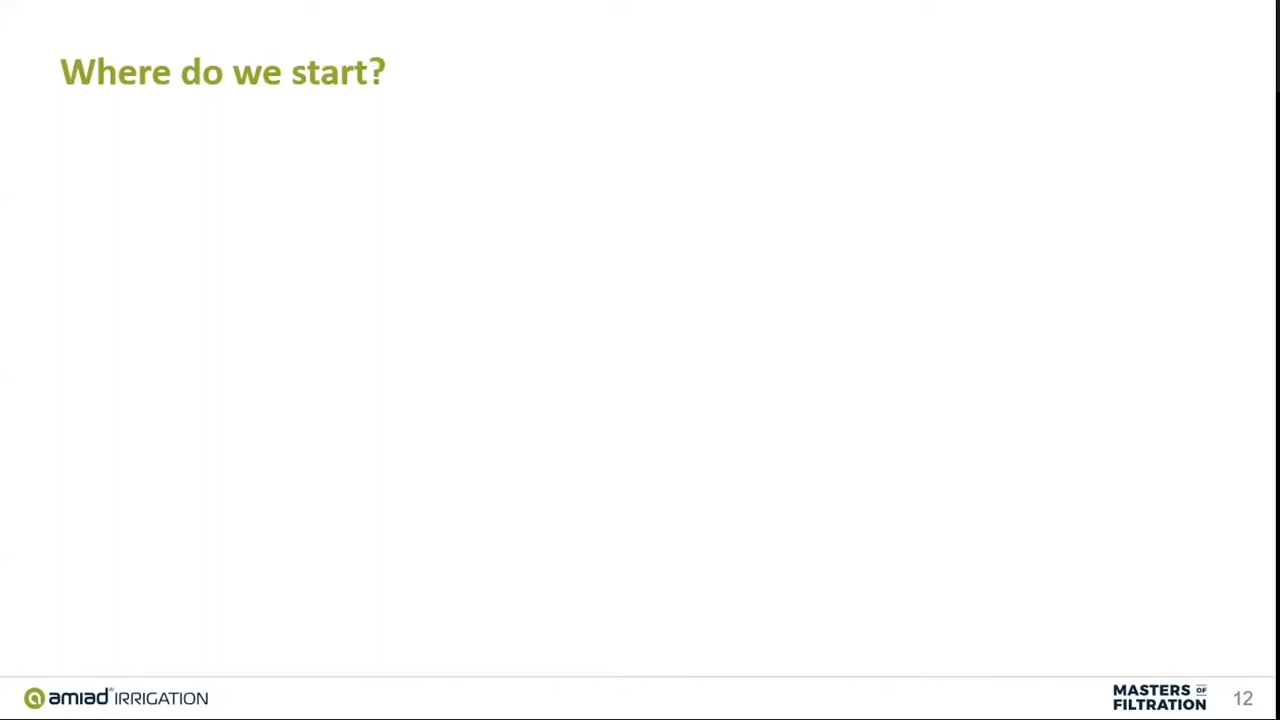 Where do we start?
amiad® IRRIGATION
MASTERS OF
FILTRATION
12